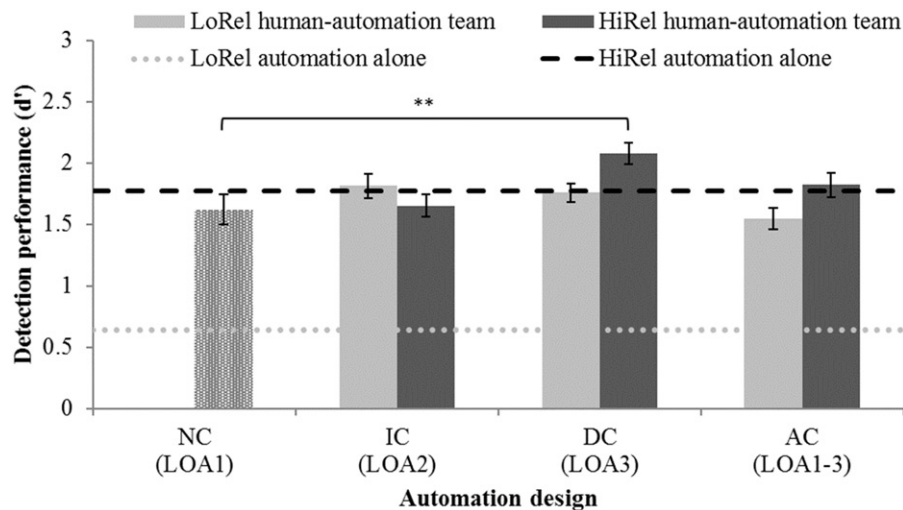 LoRel human-automation team
HiRel human-automation team
LoRel automation alone
HiRel automation alone
Detection performance (d')
3
2.5
2
1.5
1
0.5
0
**
NC
(LOA1)
IC
(LOA2)
DC
(LOA3)
AC
(LOA1-3)
Automation design